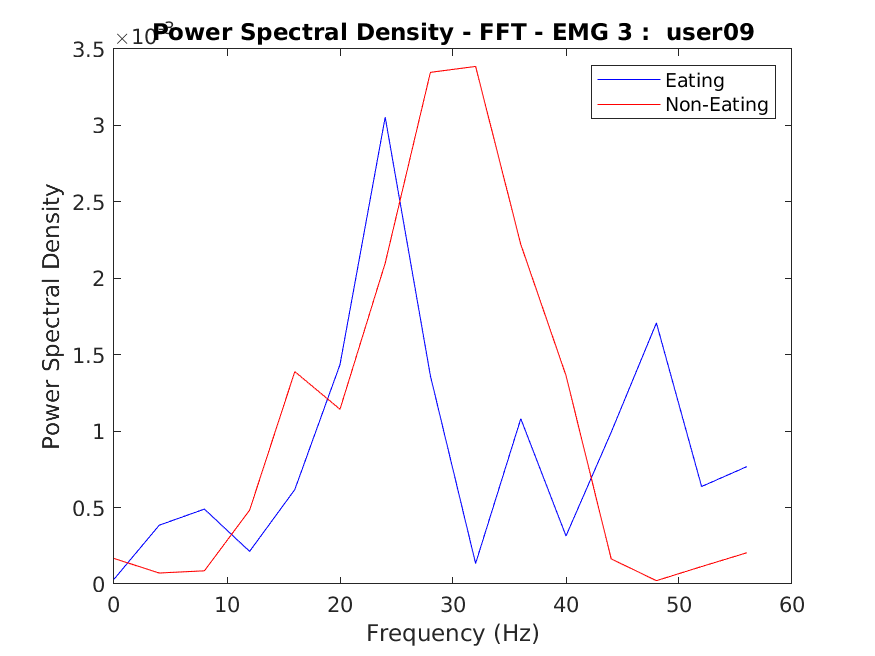 Power Spectral Density - FFT - EMG 3 :  user09
×10
3.5
3
2.5
2
1.5
1
0.5
0
Power Spectral Density
Eating
Non-Eating
0 10 20 30 40 50 60
Frequency (Hz)